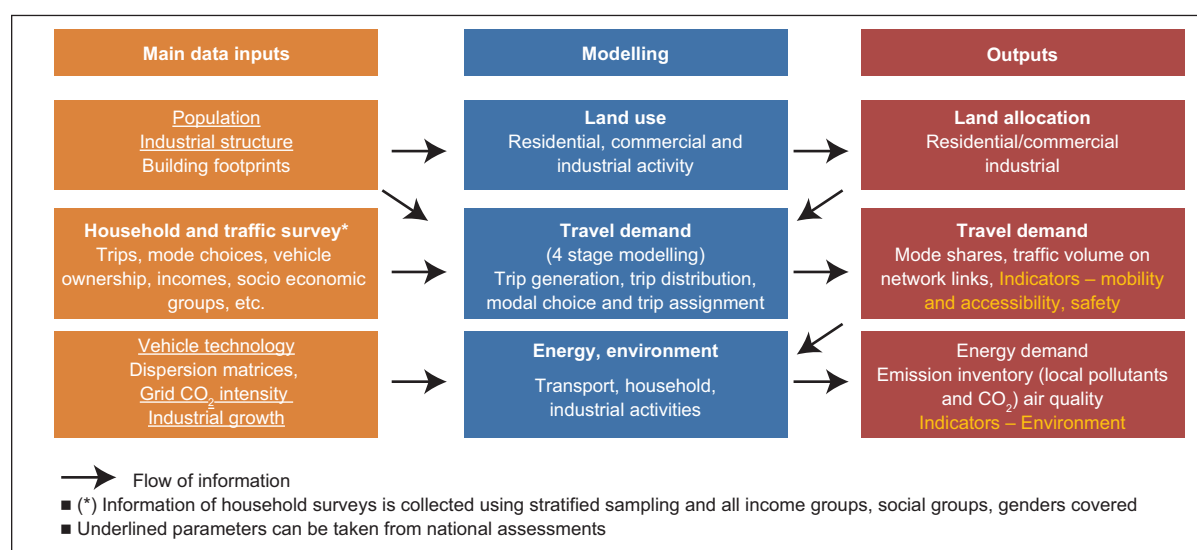 Main data inputs
Modelling
Outputs
Population
Industrial structure
Building footprints
Land use
Residential, commercial and
industrial activity
Land allocation
Residential/commercial
industrial
Household and traffic survey*
Trips, mode choices, vehicle
ownership, incomes, socio economic
groups, etc.
Travel demand
(4 stage modelling)
Trip generation, trip distribution,
modal choice and trip assignment
Travel demand
Mode shares, traffic volume on
network links, Indicators – mobility
and accessibility, safety
Vehicle technology
Dispersion matrices,
Grid CO₂ intensity
Industrial growth
Energy, environment
Transport, household,
industrial activities
Energy demand
Emission inventory (local pollutants
and CO₂) air quality
Indicators – Environment
Flow of information
■ (*) Information of household surveys is collected using stratified sampling and all income groups, social groups, genders covered
■ Underlined parameters can be taken from national assessments